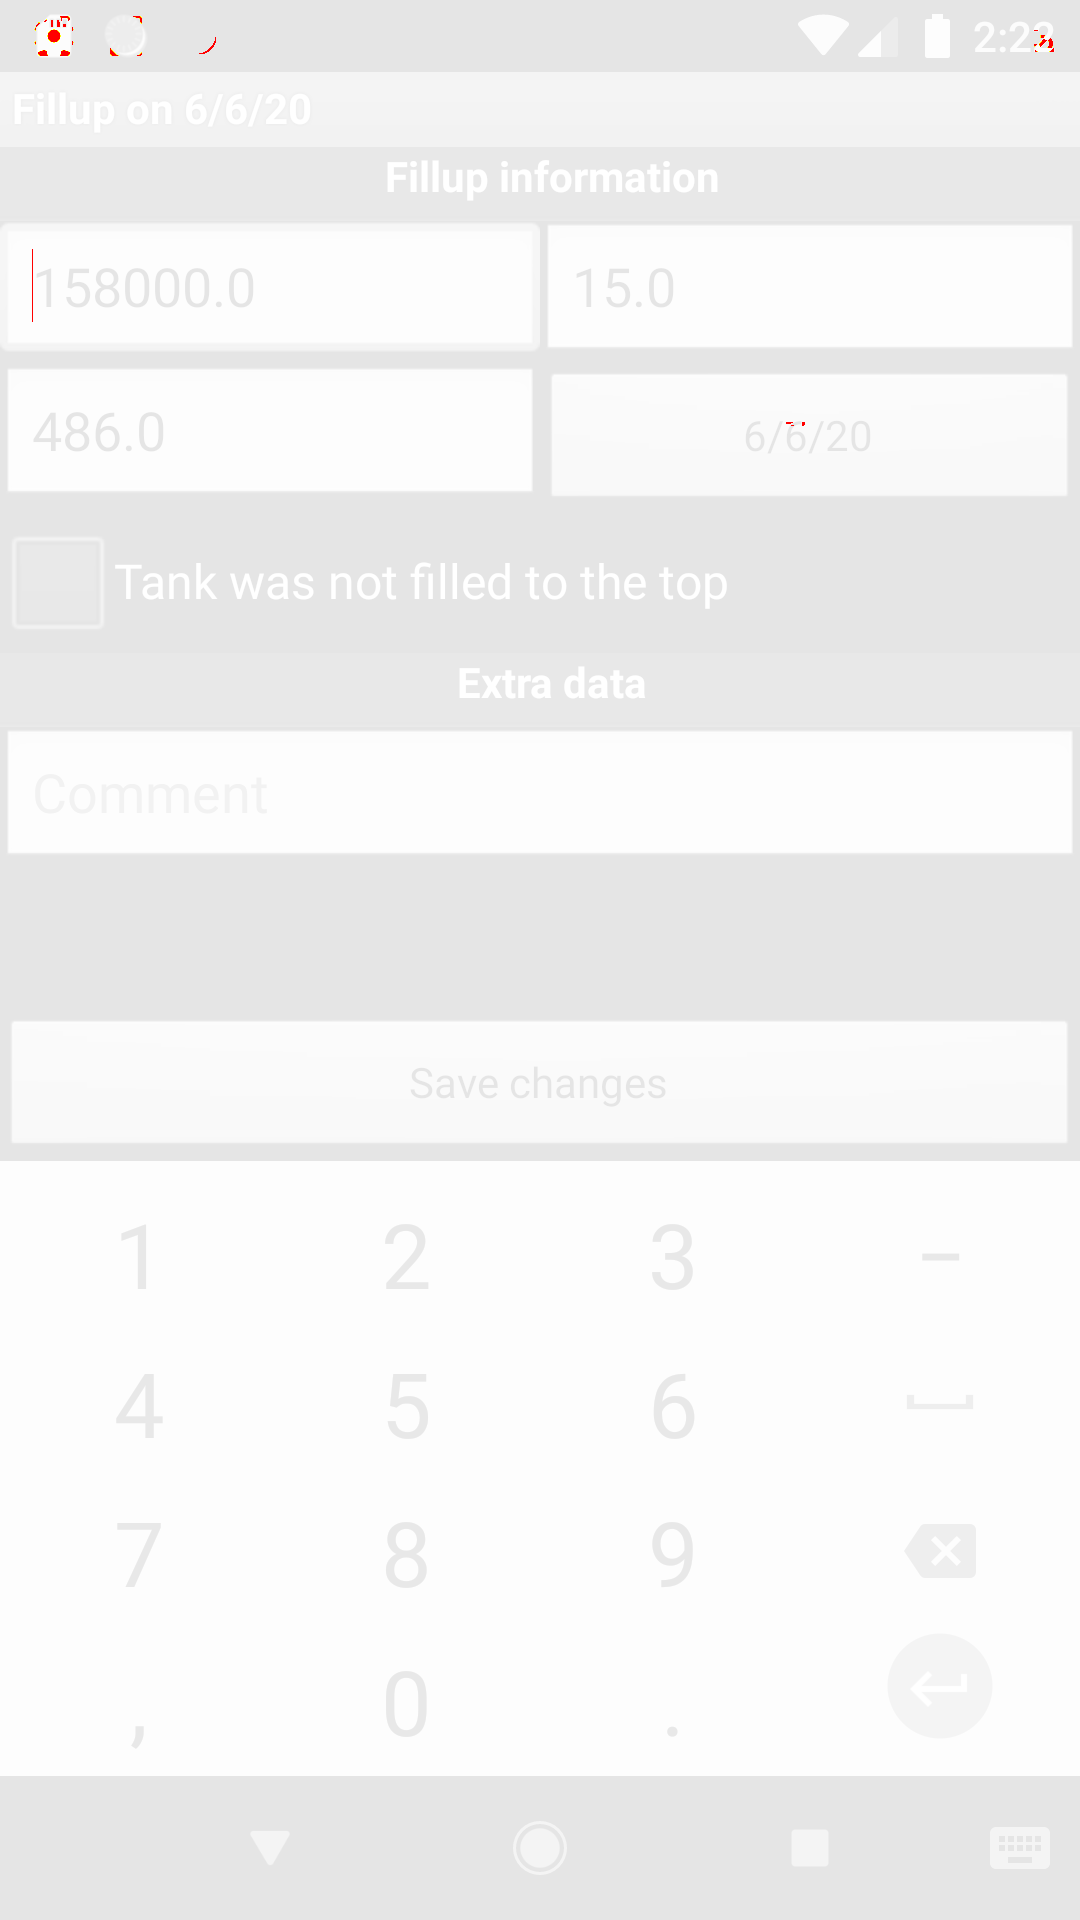 2:2
Fillup on 6/6/20
Fillup information
158000.0 15.0
486.0 6/6/20
Tank was not filled to the top
Extra data
Comment
Save changes
1 2 3 –
4 5 6
7 8 9
, 0 .